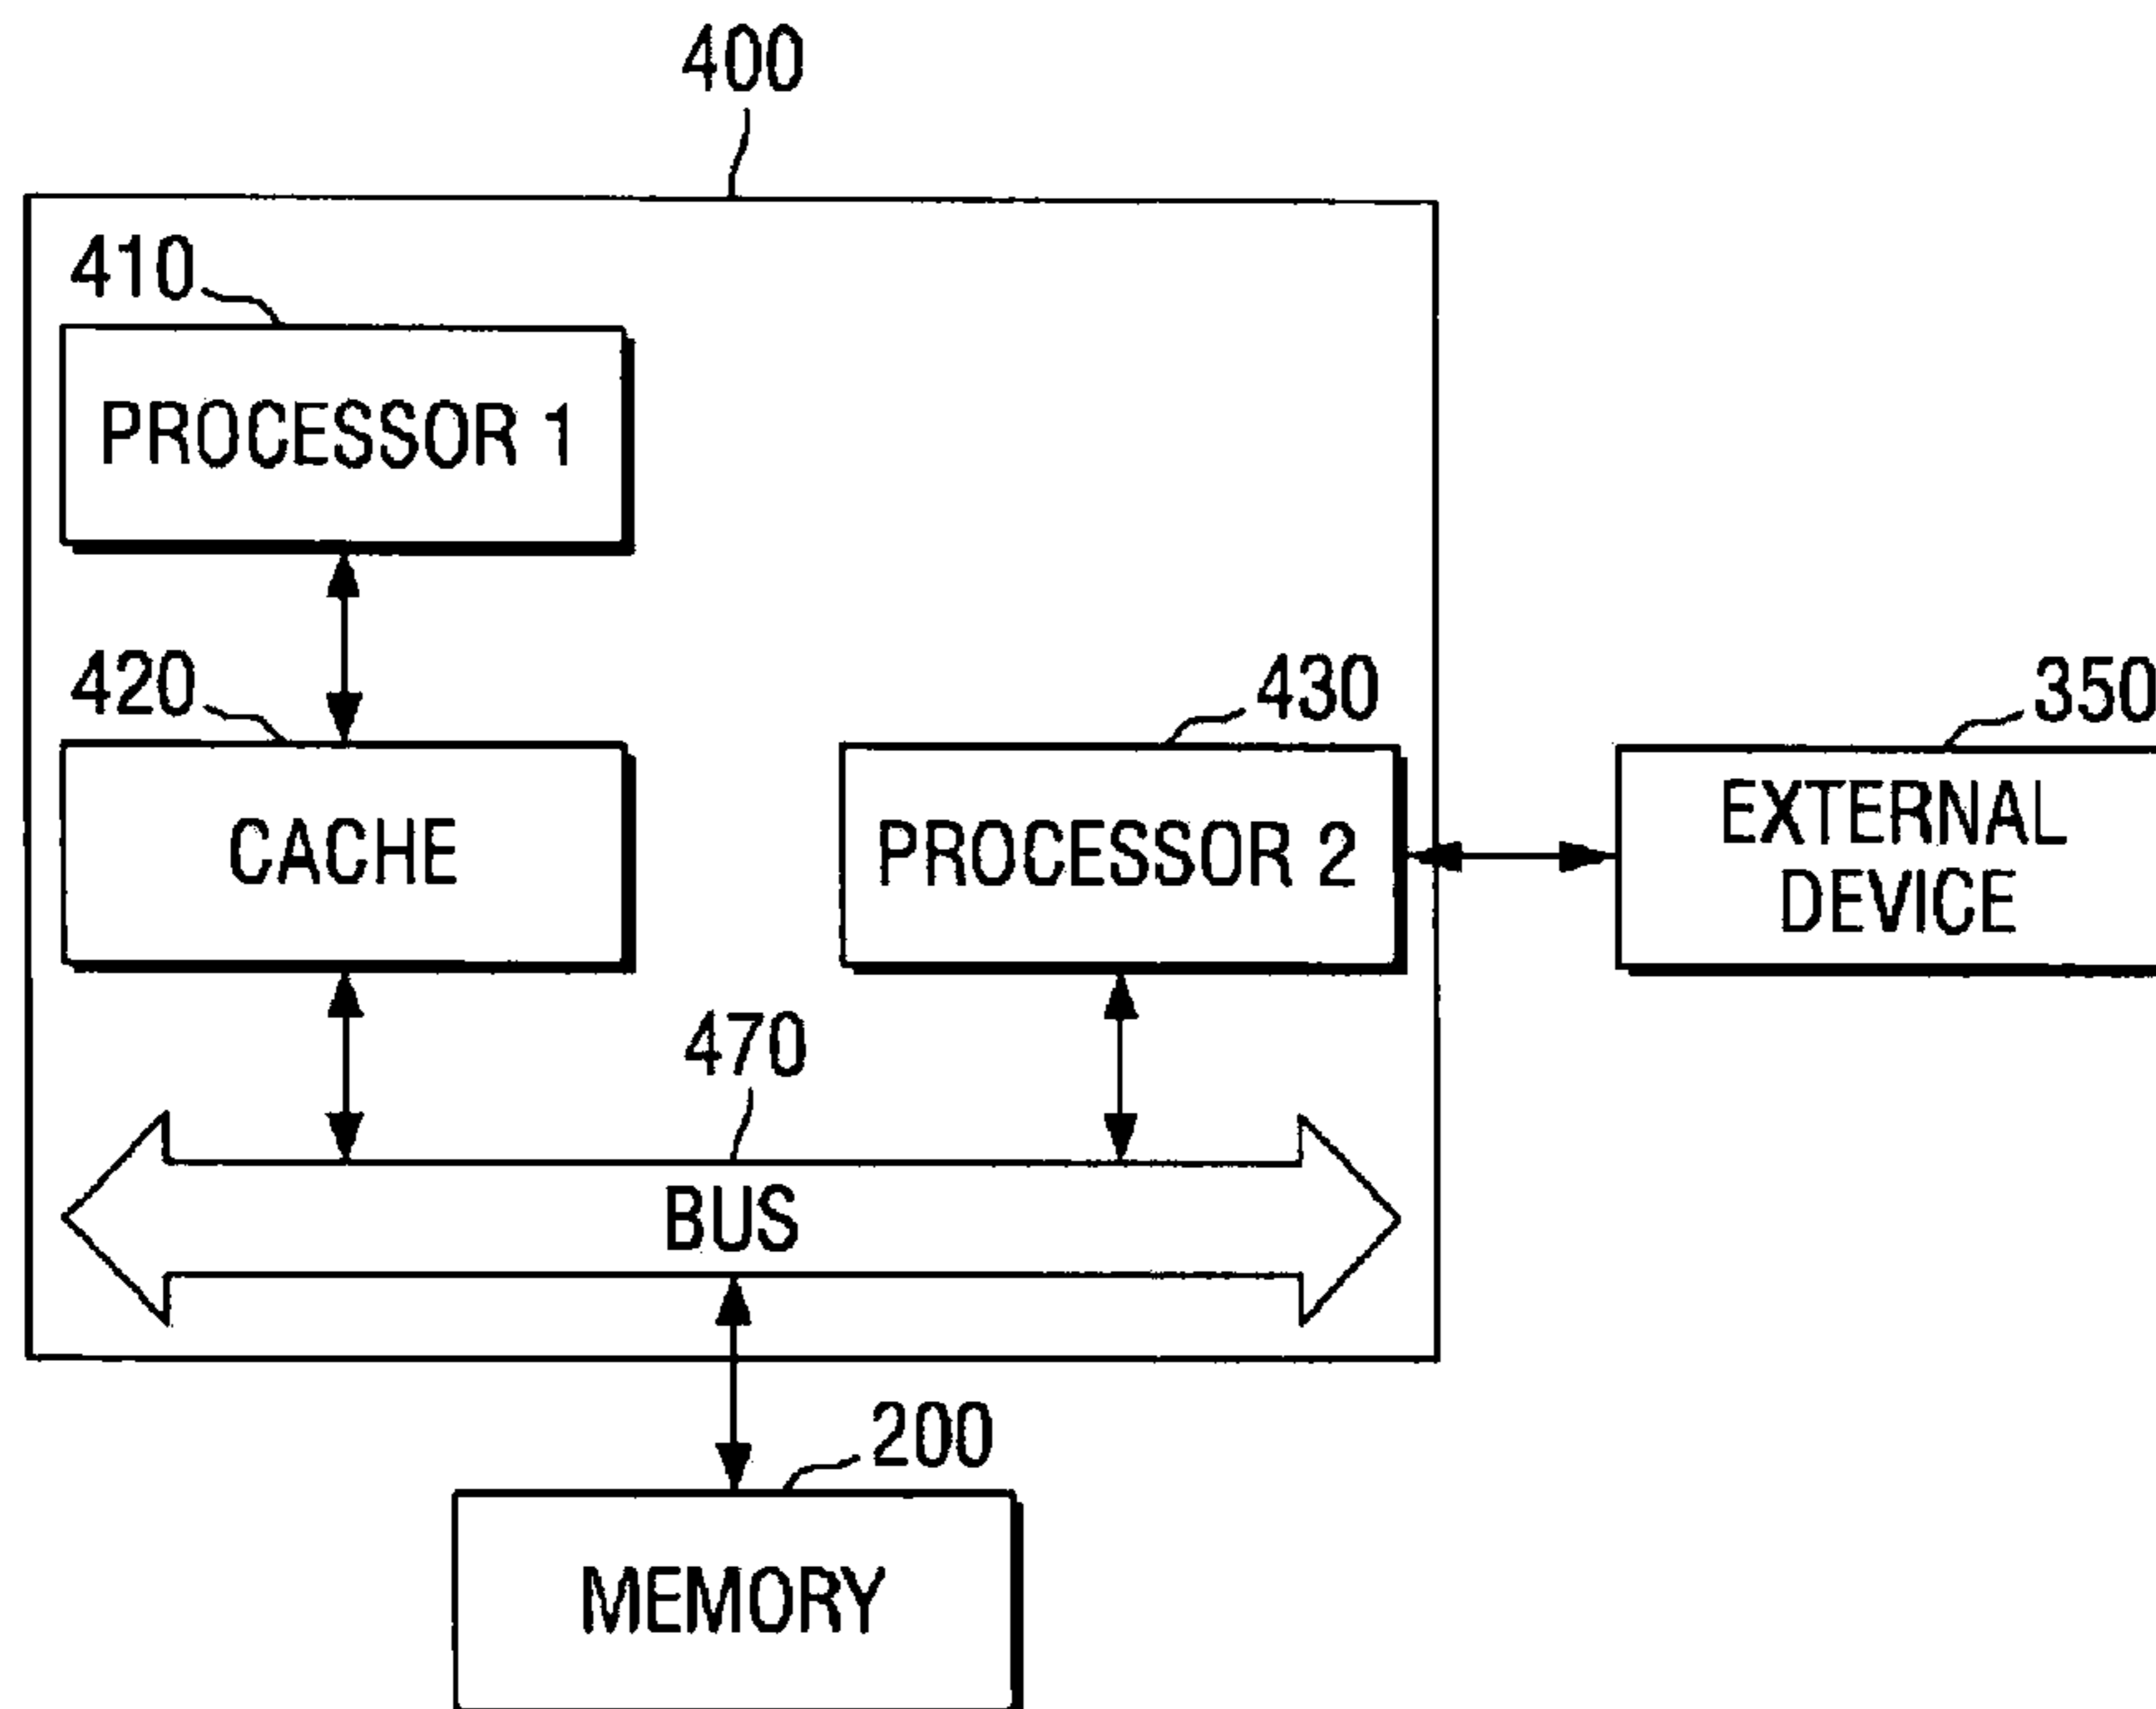 400
410
PROCESSOR 1
420
430
350
CACHE
PROCESSOR 2
EXTERNAL
DEVICE
470
BUS
200
MEMORY